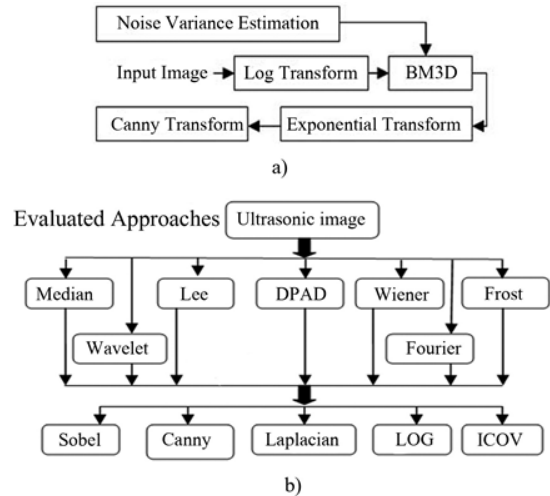 Noise Variance Estimation
Input Image Log Transform BM3D
Canny Transform Exponential Transform
a)
Evaluated Approaches Ultrasonic image
Median Lee DPAD Wiener Frost
Wavelet Fourier
Sobel Canny Laplacian LOG ICOV
b)